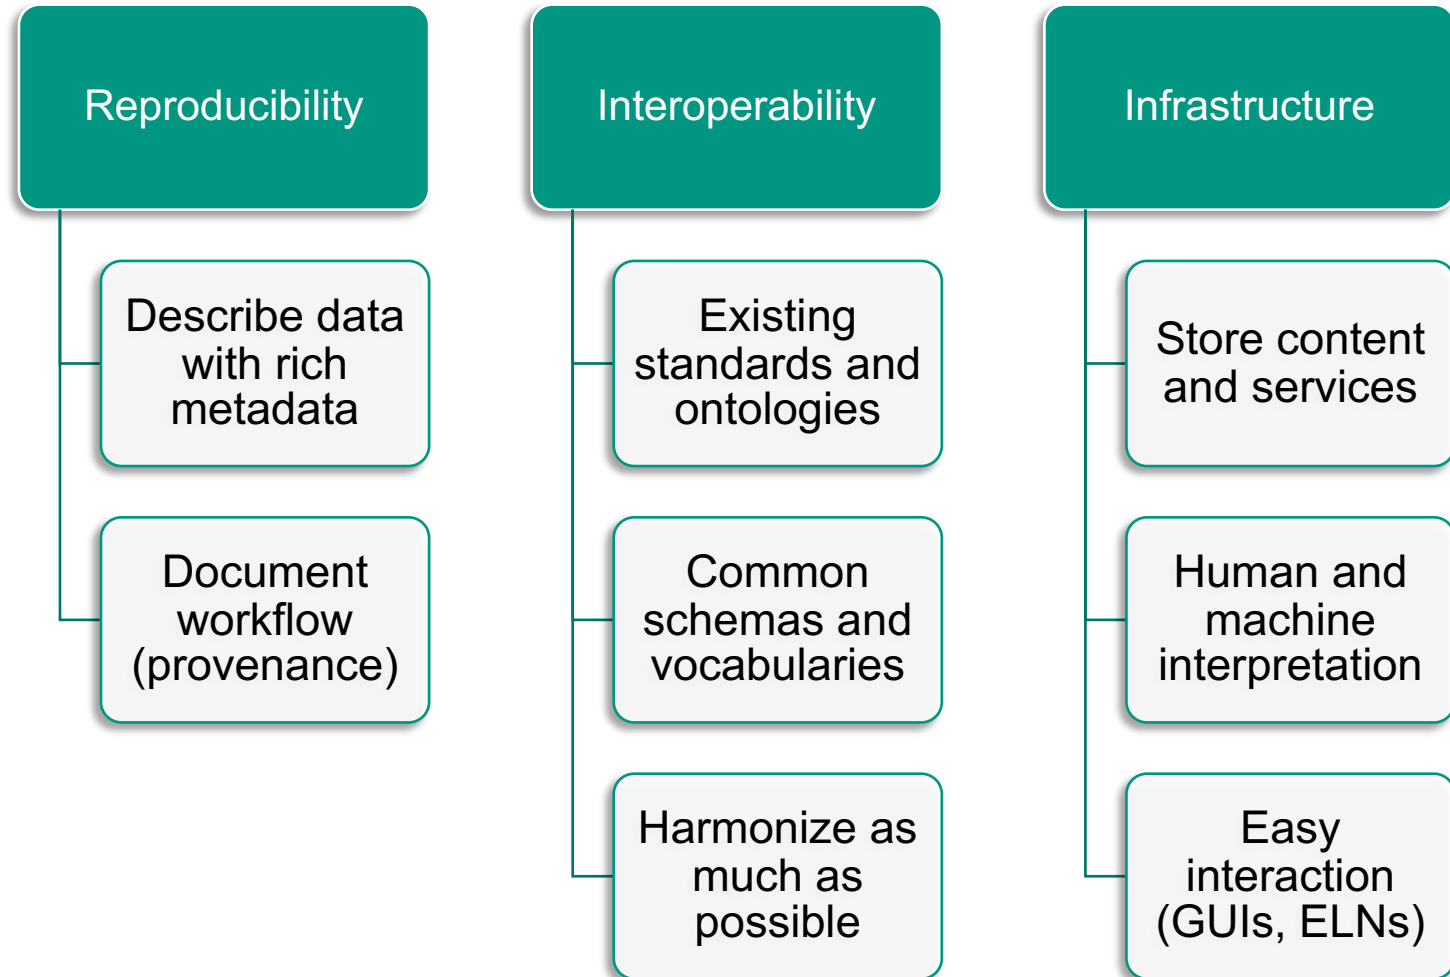 Reproducibility
Describe data
with rich
metadata
Document
workflow
(provenance)
Interoperability
Existing
standards and
ontologies
Common
schemas and
vocabularies
Harmonize as
much as
possible
Infrastructure
Store content
and services
Human and
machine
interpretation
Easy
interaction
(GUIs, ELNs)